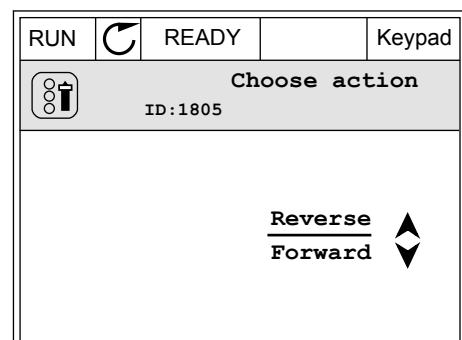 RUN READY Keypad
Choose action
ID:1805
Reverse
Forward